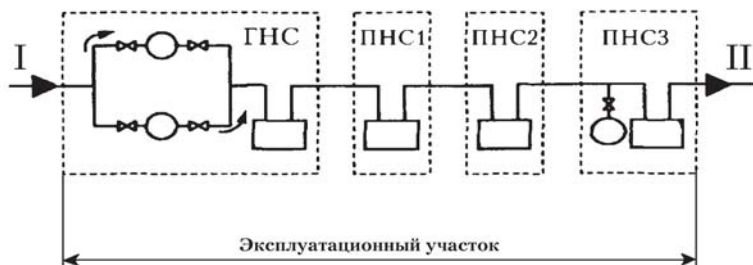 I
ГНС
ПНС1
ПНС2
ПНС3
II
Эксплуатационный участок